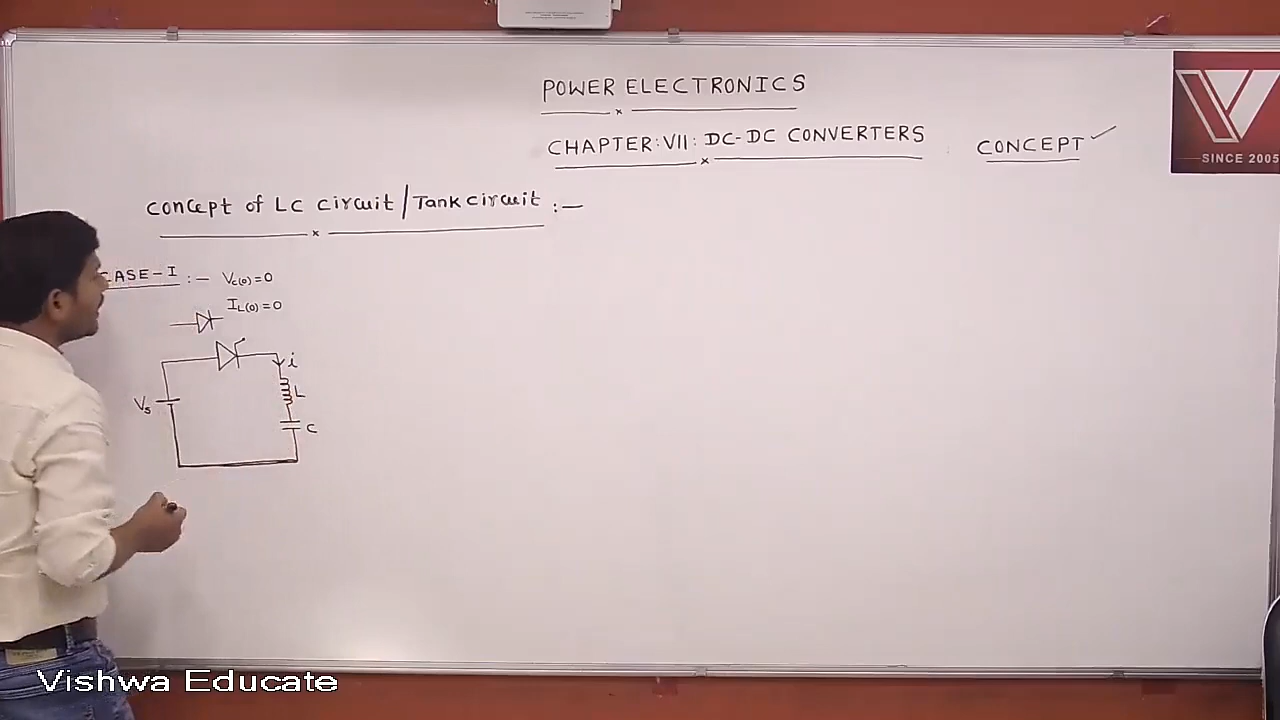 POWER ELECTRONICS
CHAPTER:VII: DC-DC CONVERTERS CONCEPT
SINCE 2005
Concept of LC Circuit/Tank Circuit :-
CASE-I :- Vc(0)=0
IL(0)=0
i
L
Vs
C
Vishwa Educate